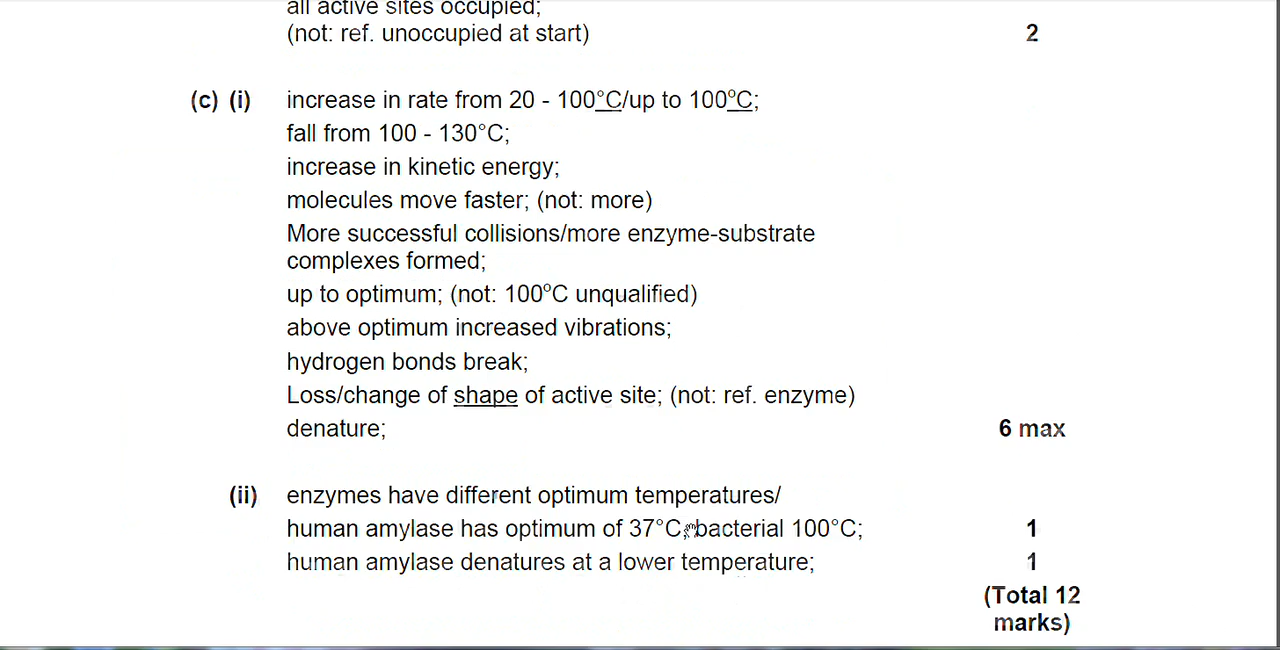 all active sites occupied;
(not: ref. unoccupied at start) 2
(c) (i) increase in rate from 20 - 100°C/up to 100°C;
fall from 100 - 130°C;
increase in kinetic energy;
molecules move faster; (not: more)
More successful collisions/more enzyme-substrate
complexes formed;
up to optimum; (not: 100°C unqualified)
above optimum increased vibrations;
hydrogen bonds break;
Loss/change of shape of active site; (not: ref. enzyme)
denature; 6 max
(ii) enzymes have different optimum temperatures/
human amylase has optimum of 37°C; bacterial 100°C; 1
human amylase denatures at a lower temperature; 1
(Total 12
marks)